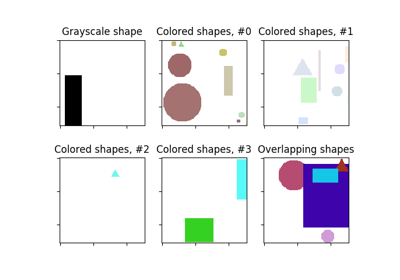 Grayscale shape
Colored shapes, #0
Colored shapes, #1
Colored shapes, #2
Colored shapes, #3
Overlapping shapes